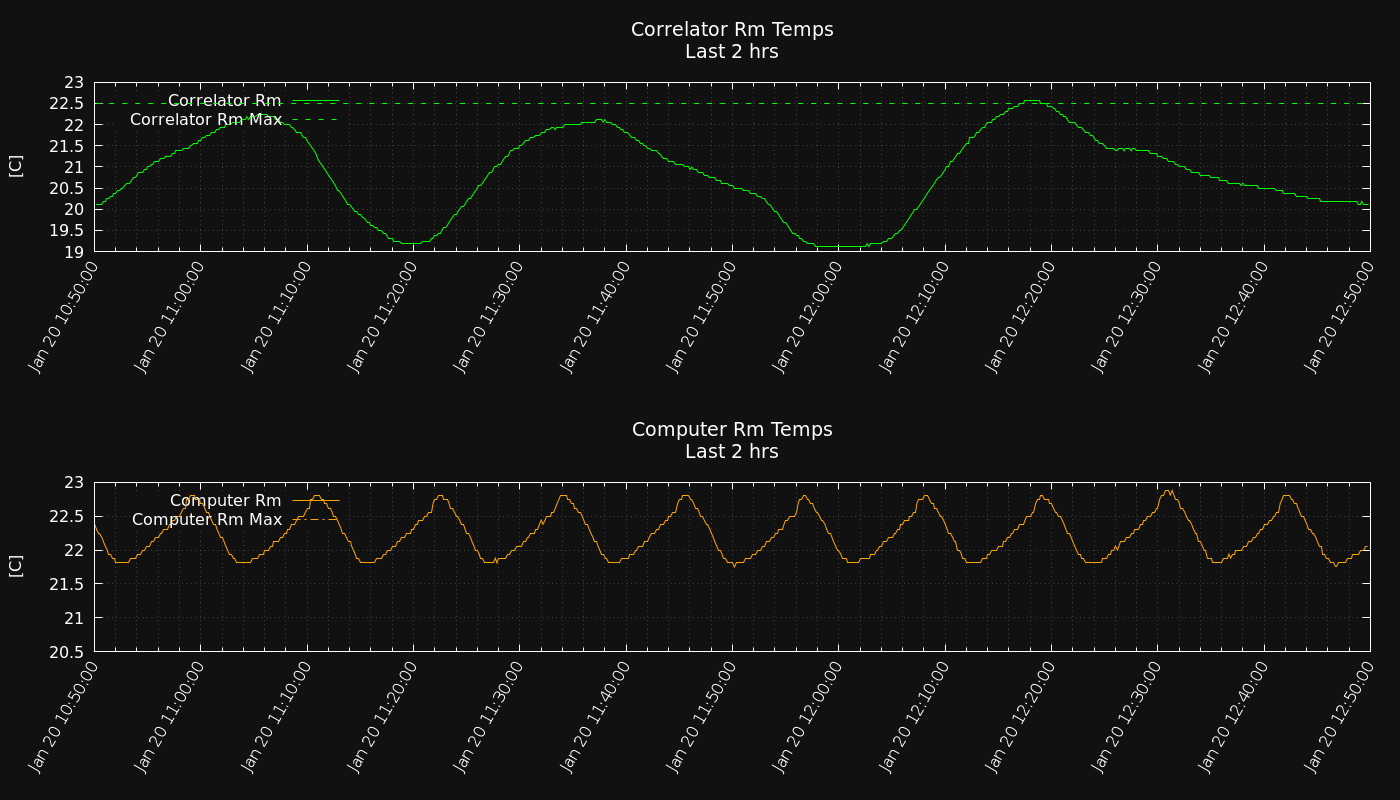 Correlator Rm Temps
Last 2 hrs
23
22.5
22
21.5
21
20.5
20
19.5
19
[C]
Correlator Rm
Correlator Rm Max
Jan 20 10:50:00
Jan 20 11:00:00
Jan 20 11:10:00
Jan 20 11:20:00
Jan 20 11:30:00
Jan 20 11:40:00
Jan 20 11:50:00
Jan 20 12:00:00
Jan 20 12:10:00
Jan 20 12:20:00
Jan 20 12:30:00
Jan 20 12:40:00
Jan 20 12:50:00
Computer Rm Temps
Last 2 hrs
23
22.5
22
21.5
21
20.5
[C]
Computer Rm
Computer Rm Max
Jan 20 10:50:00
Jan 20 11:00:00
Jan 20 11:10:00
Jan 20 11:20:00
Jan 20 11:30:00
Jan 20 11:40:00
Jan 20 11:50:00
Jan 20 12:00:00
Jan 20 12:10:00
Jan 20 12:20:00
Jan 20 12:30:00
Jan 20 12:40:00
Jan 20 12:50:00